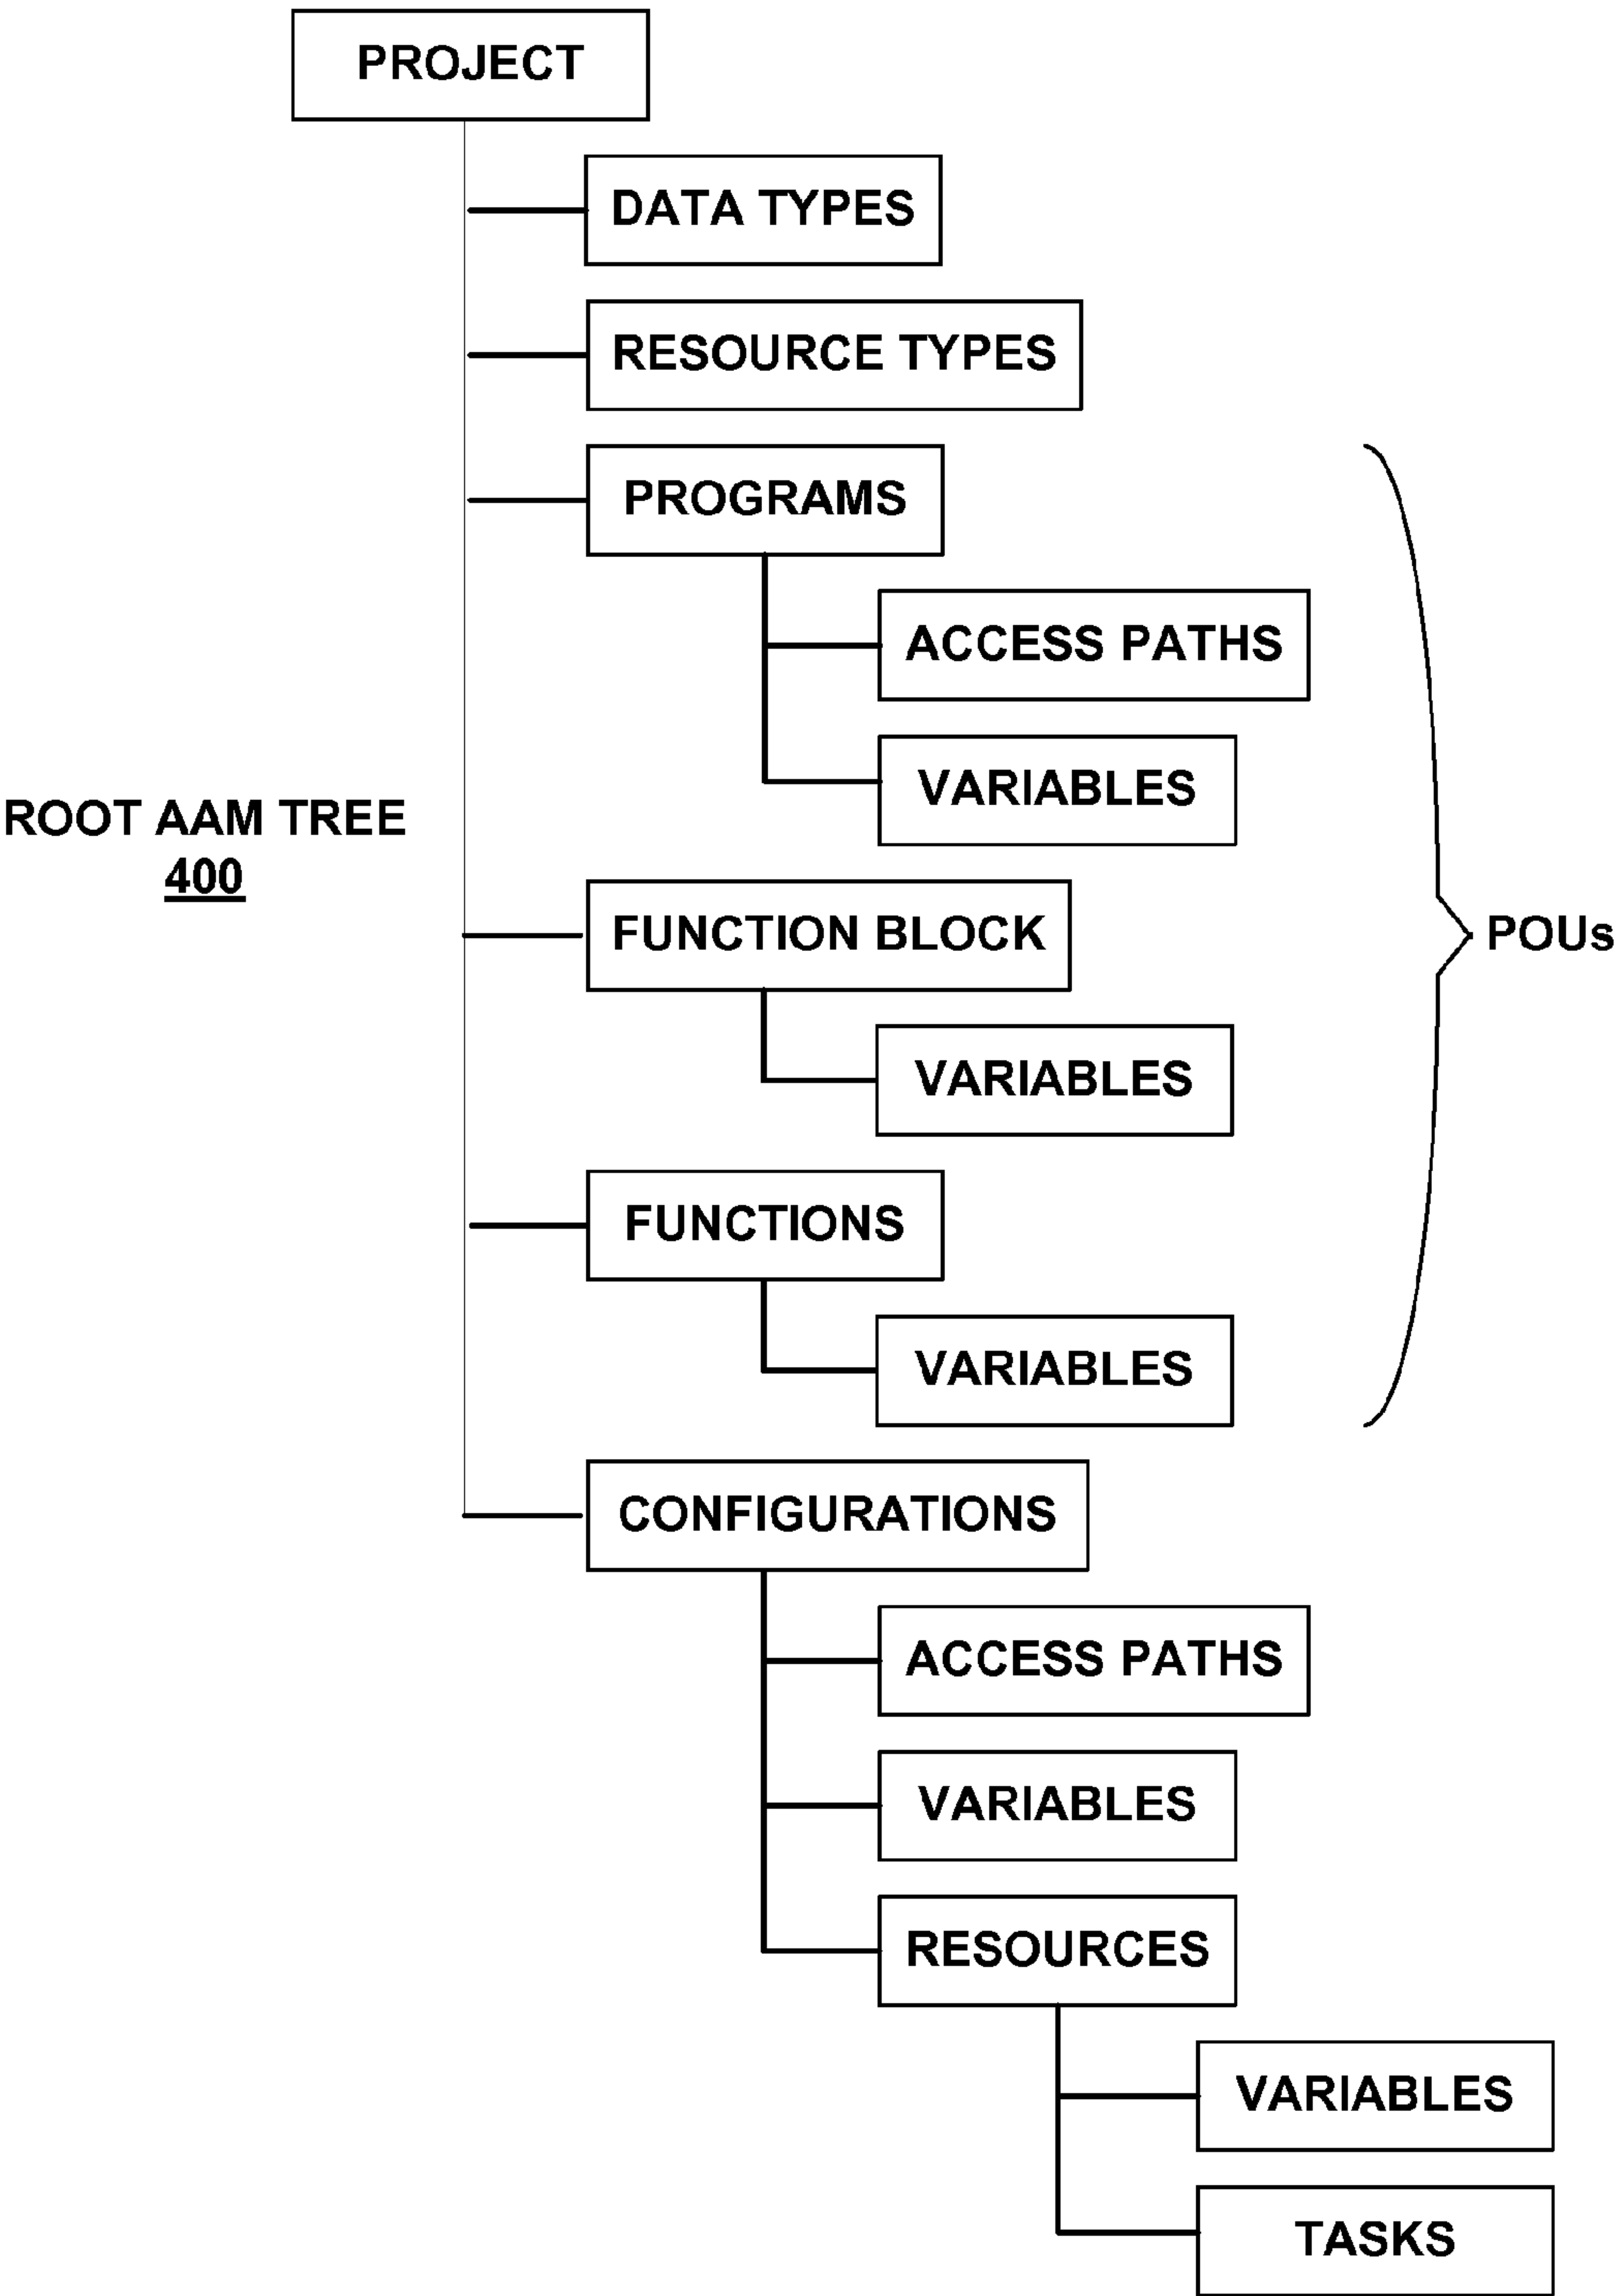 PROJECT
DATA TYPES
RESOURCE TYPES
PROGRAMS
ACCESS PATHS
VARIABLES
ROOT AAM TREE
400
FUNCTION BLOCK
POUs
VARIABLES
FUNCTIONS
VARIABLES
CONFIGURATIONS
ACCESS PATHS
VARIABLES
RESOURCES
VARIABLES
TASKS